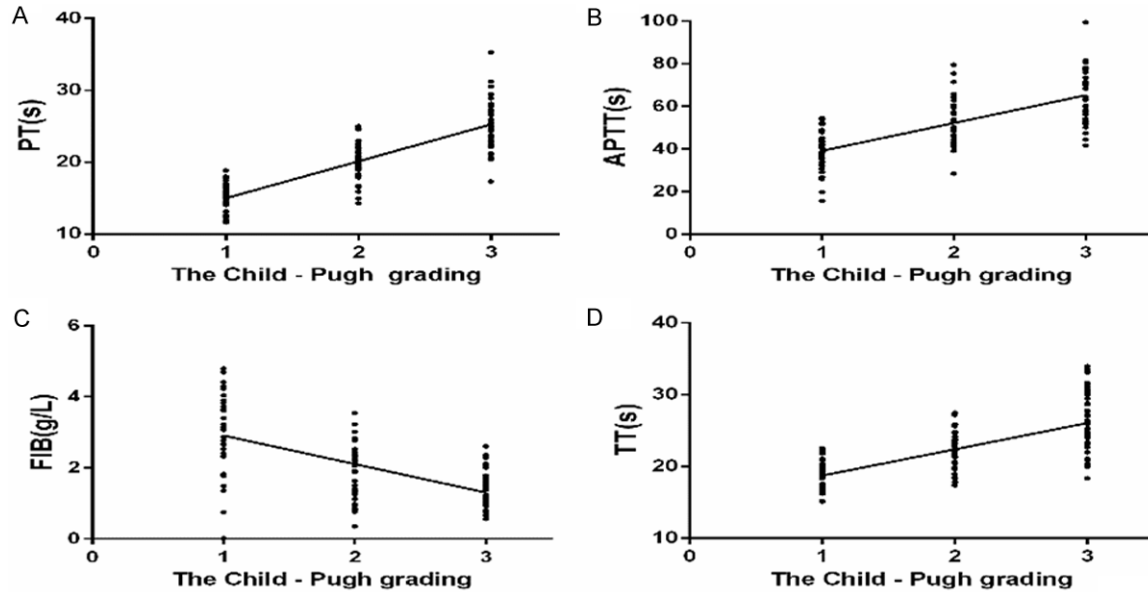 A
40
30
20
10
PT(s)
0 1 2 3
The Child - Pugh grading
B
100
80
60
40
20
0
APTT(s)
0 1 2 3
The Child - Pugh grading
C
6
4
2
0
FIB(g/L)
0 1 2 3
The Child - Pugh grading
D
40
30
20
10
TT(s)
0 1 2 3
The Child - Pugh grading